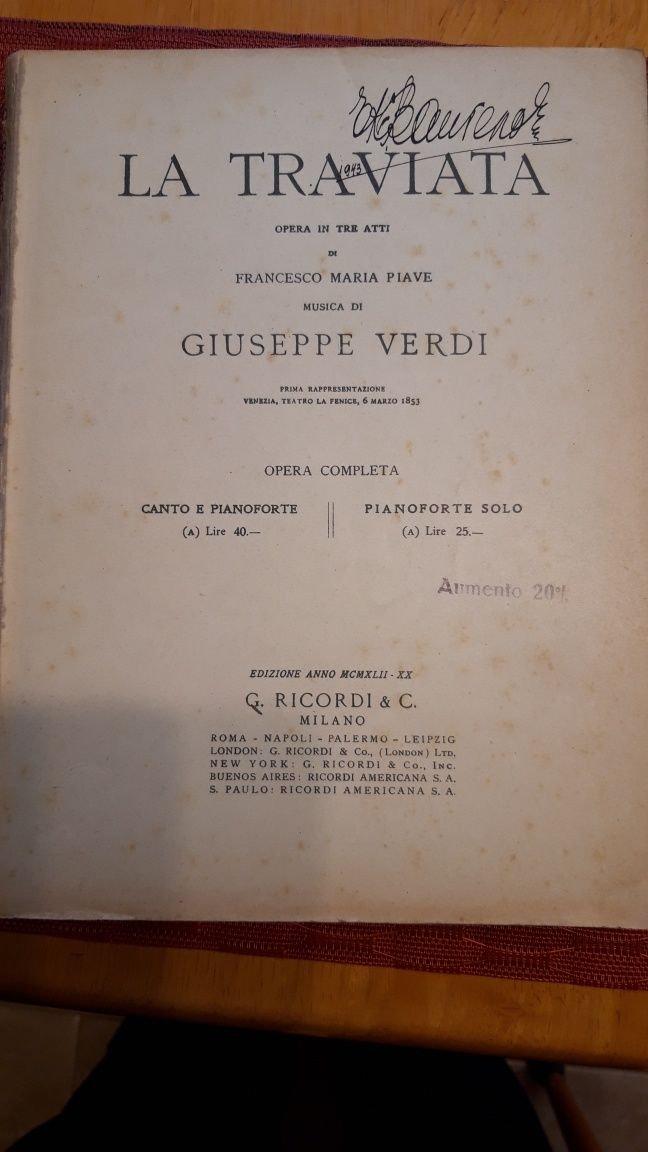 1943
LA TRAVIATA
OPERA IN TRE ATTI
DI
FRANCESCO MARIA PIAVE
MUSICA DI
GIUSEPPE VERDI
PRIMA RAPPRESENTAZIONE
VENEZIA, TEATRO LA FENICE, 6 MARZO 1853
OPERA COMPLETA
CANTO E PIANOFORTE
(A) Lire 40.—
PIANOFORTE SOLO
(A) Lire 25.—
Aumento 20%
EDIZIONE ANNO MCMXLII - XX
G. RICORDI & C.
MILANO
ROMA - NAPOLI - PALERMO - LEIPZIG
LONDON: G. RICORDI & Co., (LONDON) LTD.
NEW YORK: G. RICORDI & Co., INC.
BUENOS AIRES: RICORDI AMERICANA S. A.
S. PAULO: RICORDI AMERICANA S. A.